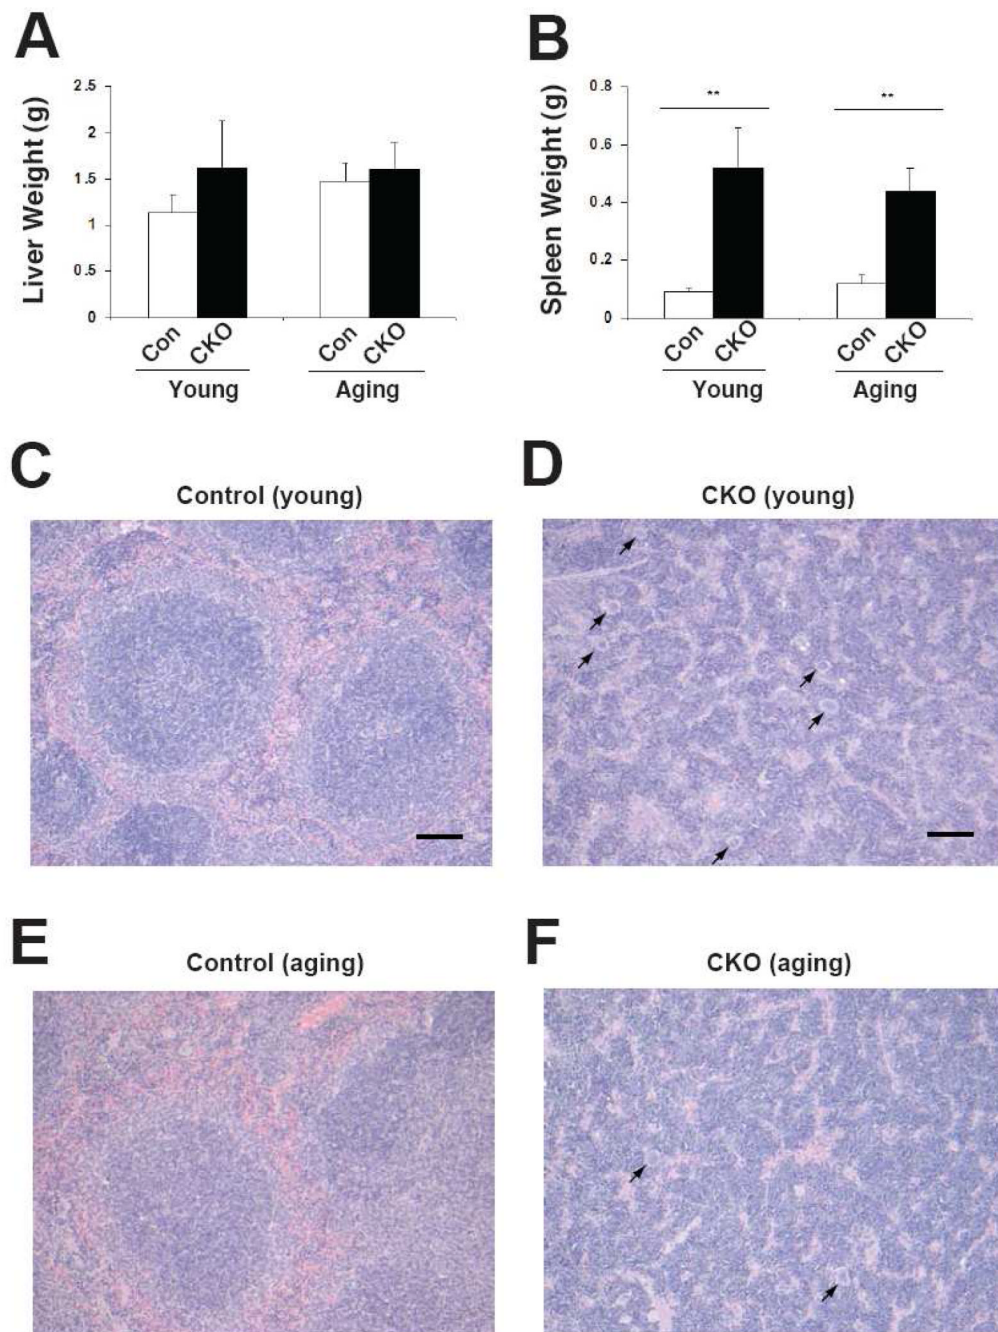 A
B
Liver Weight (g)
2.5
2
1.5
1
0.5
0
Con
CKO
Con
CKO
Young
Aging
Spleen Weight (g)
0.8
0.6
0.4
0.2
0
**
**
Con
CKO
Con
CKO
Young
Aging
C
Control (young)
D
CKO (young)
E
Control (aging)
F
CKO (aging)